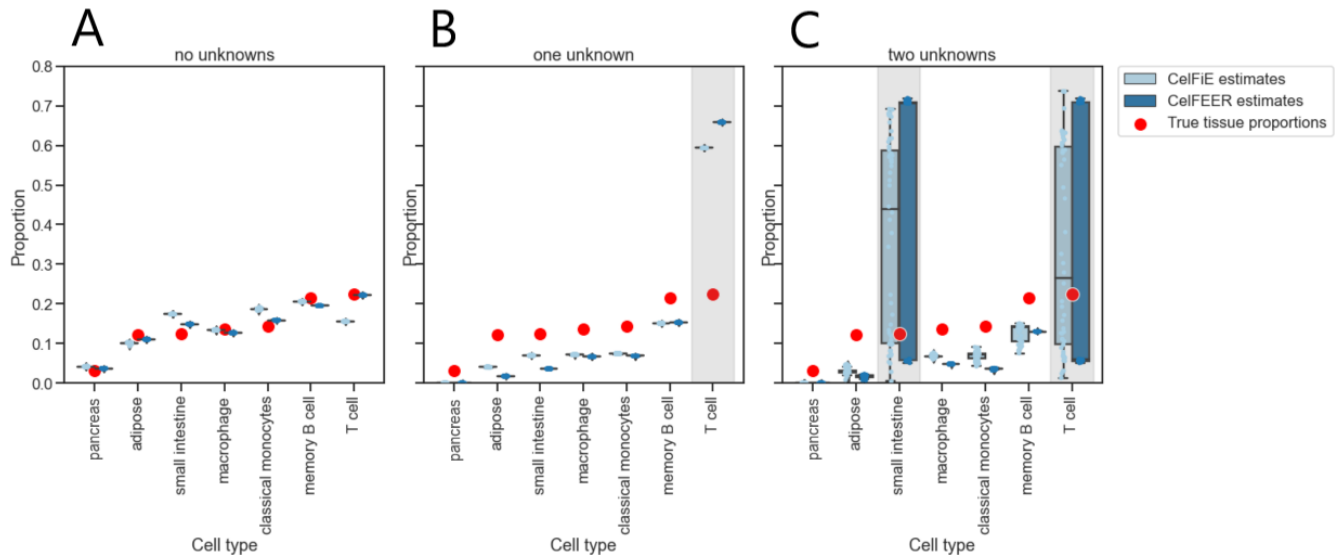 A
B
C
no unknowns
one unknown
two unknowns
0.8
0.7
0.6
0.5
0.4
0.3
0.2
0.1
0.0
Proportion
Proportion
Proportion
pancreas
adipose
small intestine
macrophage
classical monocytes
memory B cell
T cell
Cell type
pancreas
adipose
small intestine
macrophage
classical monocytes
memory B cell
T cell
Cell type
pancreas
adipose
small intestine
macrophage
classical monocytes
memory B cell
T cell
Cell type
CelFiE estimates
CelFEER estimates
True tissue proportions